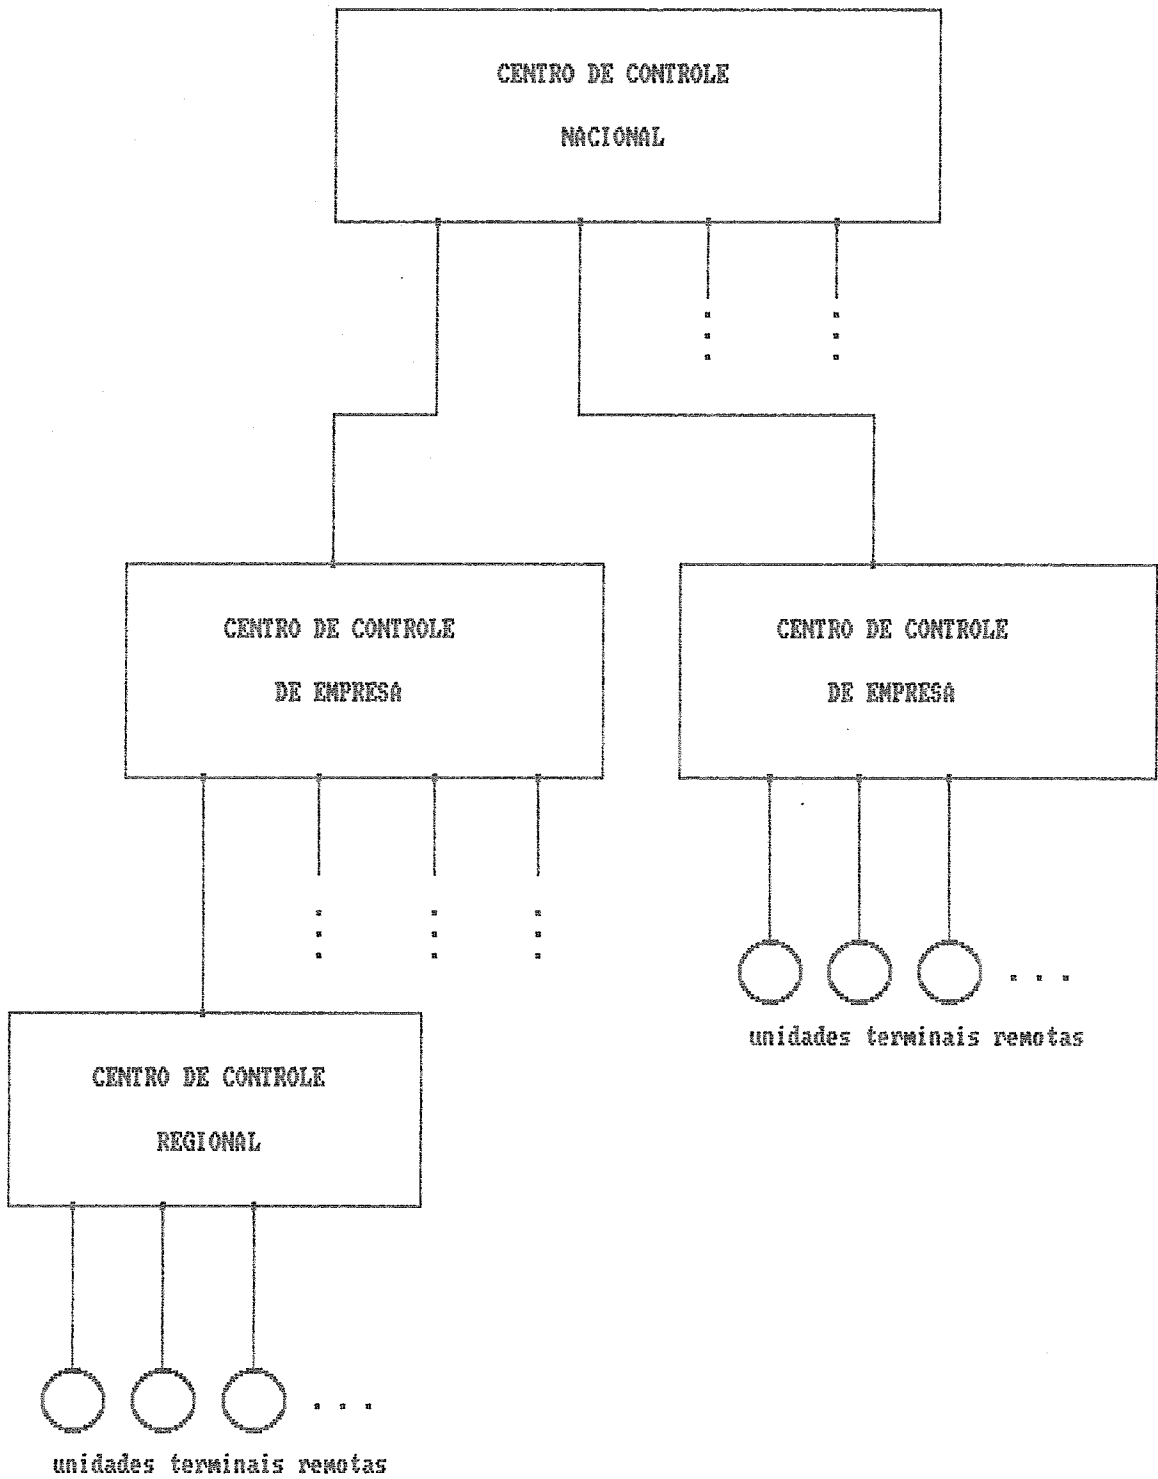 CENTRO DE CONTROLE
NACIONAL
CENTRO DE CONTROLE
DE EMPRESA
CENTRO DE CONTROLE
DE EMPRESA
unidades terminais remotas
CENTRO DE CONTROLE
REGIONAL
unidades terminais remotas